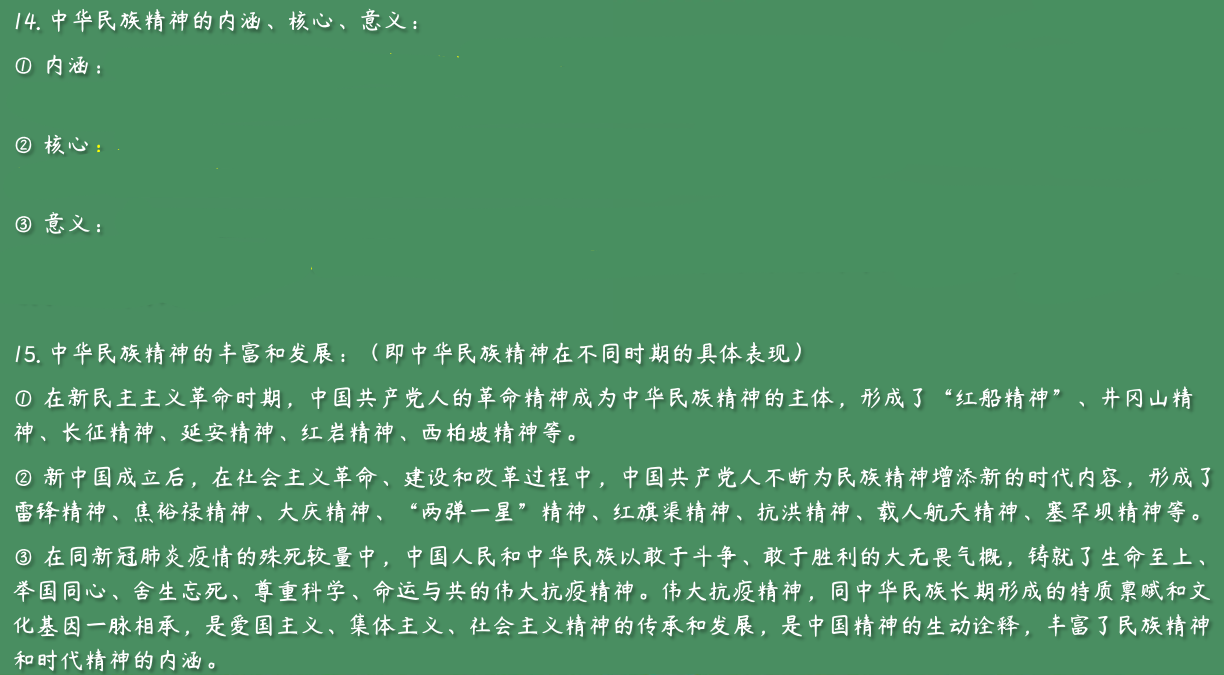 14. 中华民族精神的内涵、核心、意义：
① 内涵：
② 核心：
③ 意义：
15. 中华民族精神的丰富和发展：（即中华民族精神在不同时期的具体表现）
① 在新民主主义革命时期，中国共产党人的革命精神成为中华民族精神的主体，形成了“红船精神”、井冈山精
神、长征精神、延安精神、红岩精神、西柏坡精神等。
② 新中国成立后，在社会主义革命、建设和改革过程中，中国共产党人不断为民族精神增添新的时代内容，形成了
雷锋精神、焦裕禄精神、大庆精神、“两弹一星”精神、红旗渠精神、抗洪精神、载人航天精神、塞罕坝精神等。
③ 在同新冠肺炎疫情的殊死较量中，中国人民和中华民族以敢于斗争、敢于胜利的大无畏气概，铸就了生命至上、
举国同心、舍生忘死、尊重科学、命运与共的伟大抗疫精神。伟大抗疫精神，同中华民族长期形成的特质禀赋和文
化基因一脉相承，是爱国主义、集体主义、社会主义精神的传承和发展，是中国精神的生动诠释，丰富了民族精神
和时代精神的内涵。